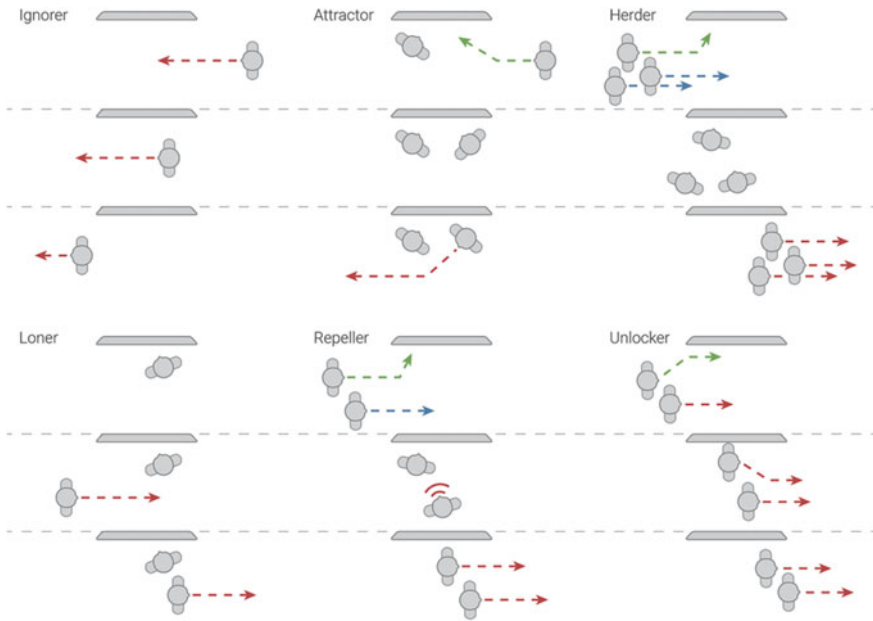 Ignorer
Attractor
Herder
Loner
Repeller
Unlocker